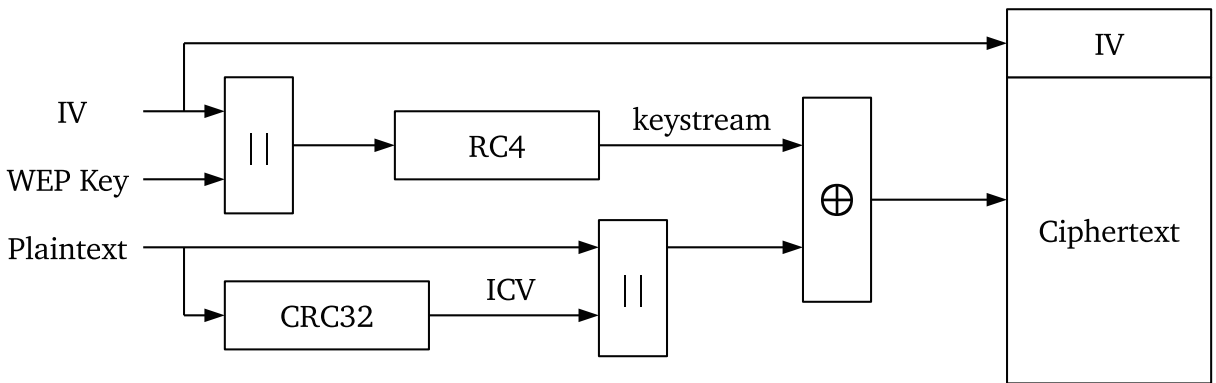 IV
IV
||
RC4
keystream
WEP Key
⊕
Plaintext
Ciphertext
ICV
||
CRC32